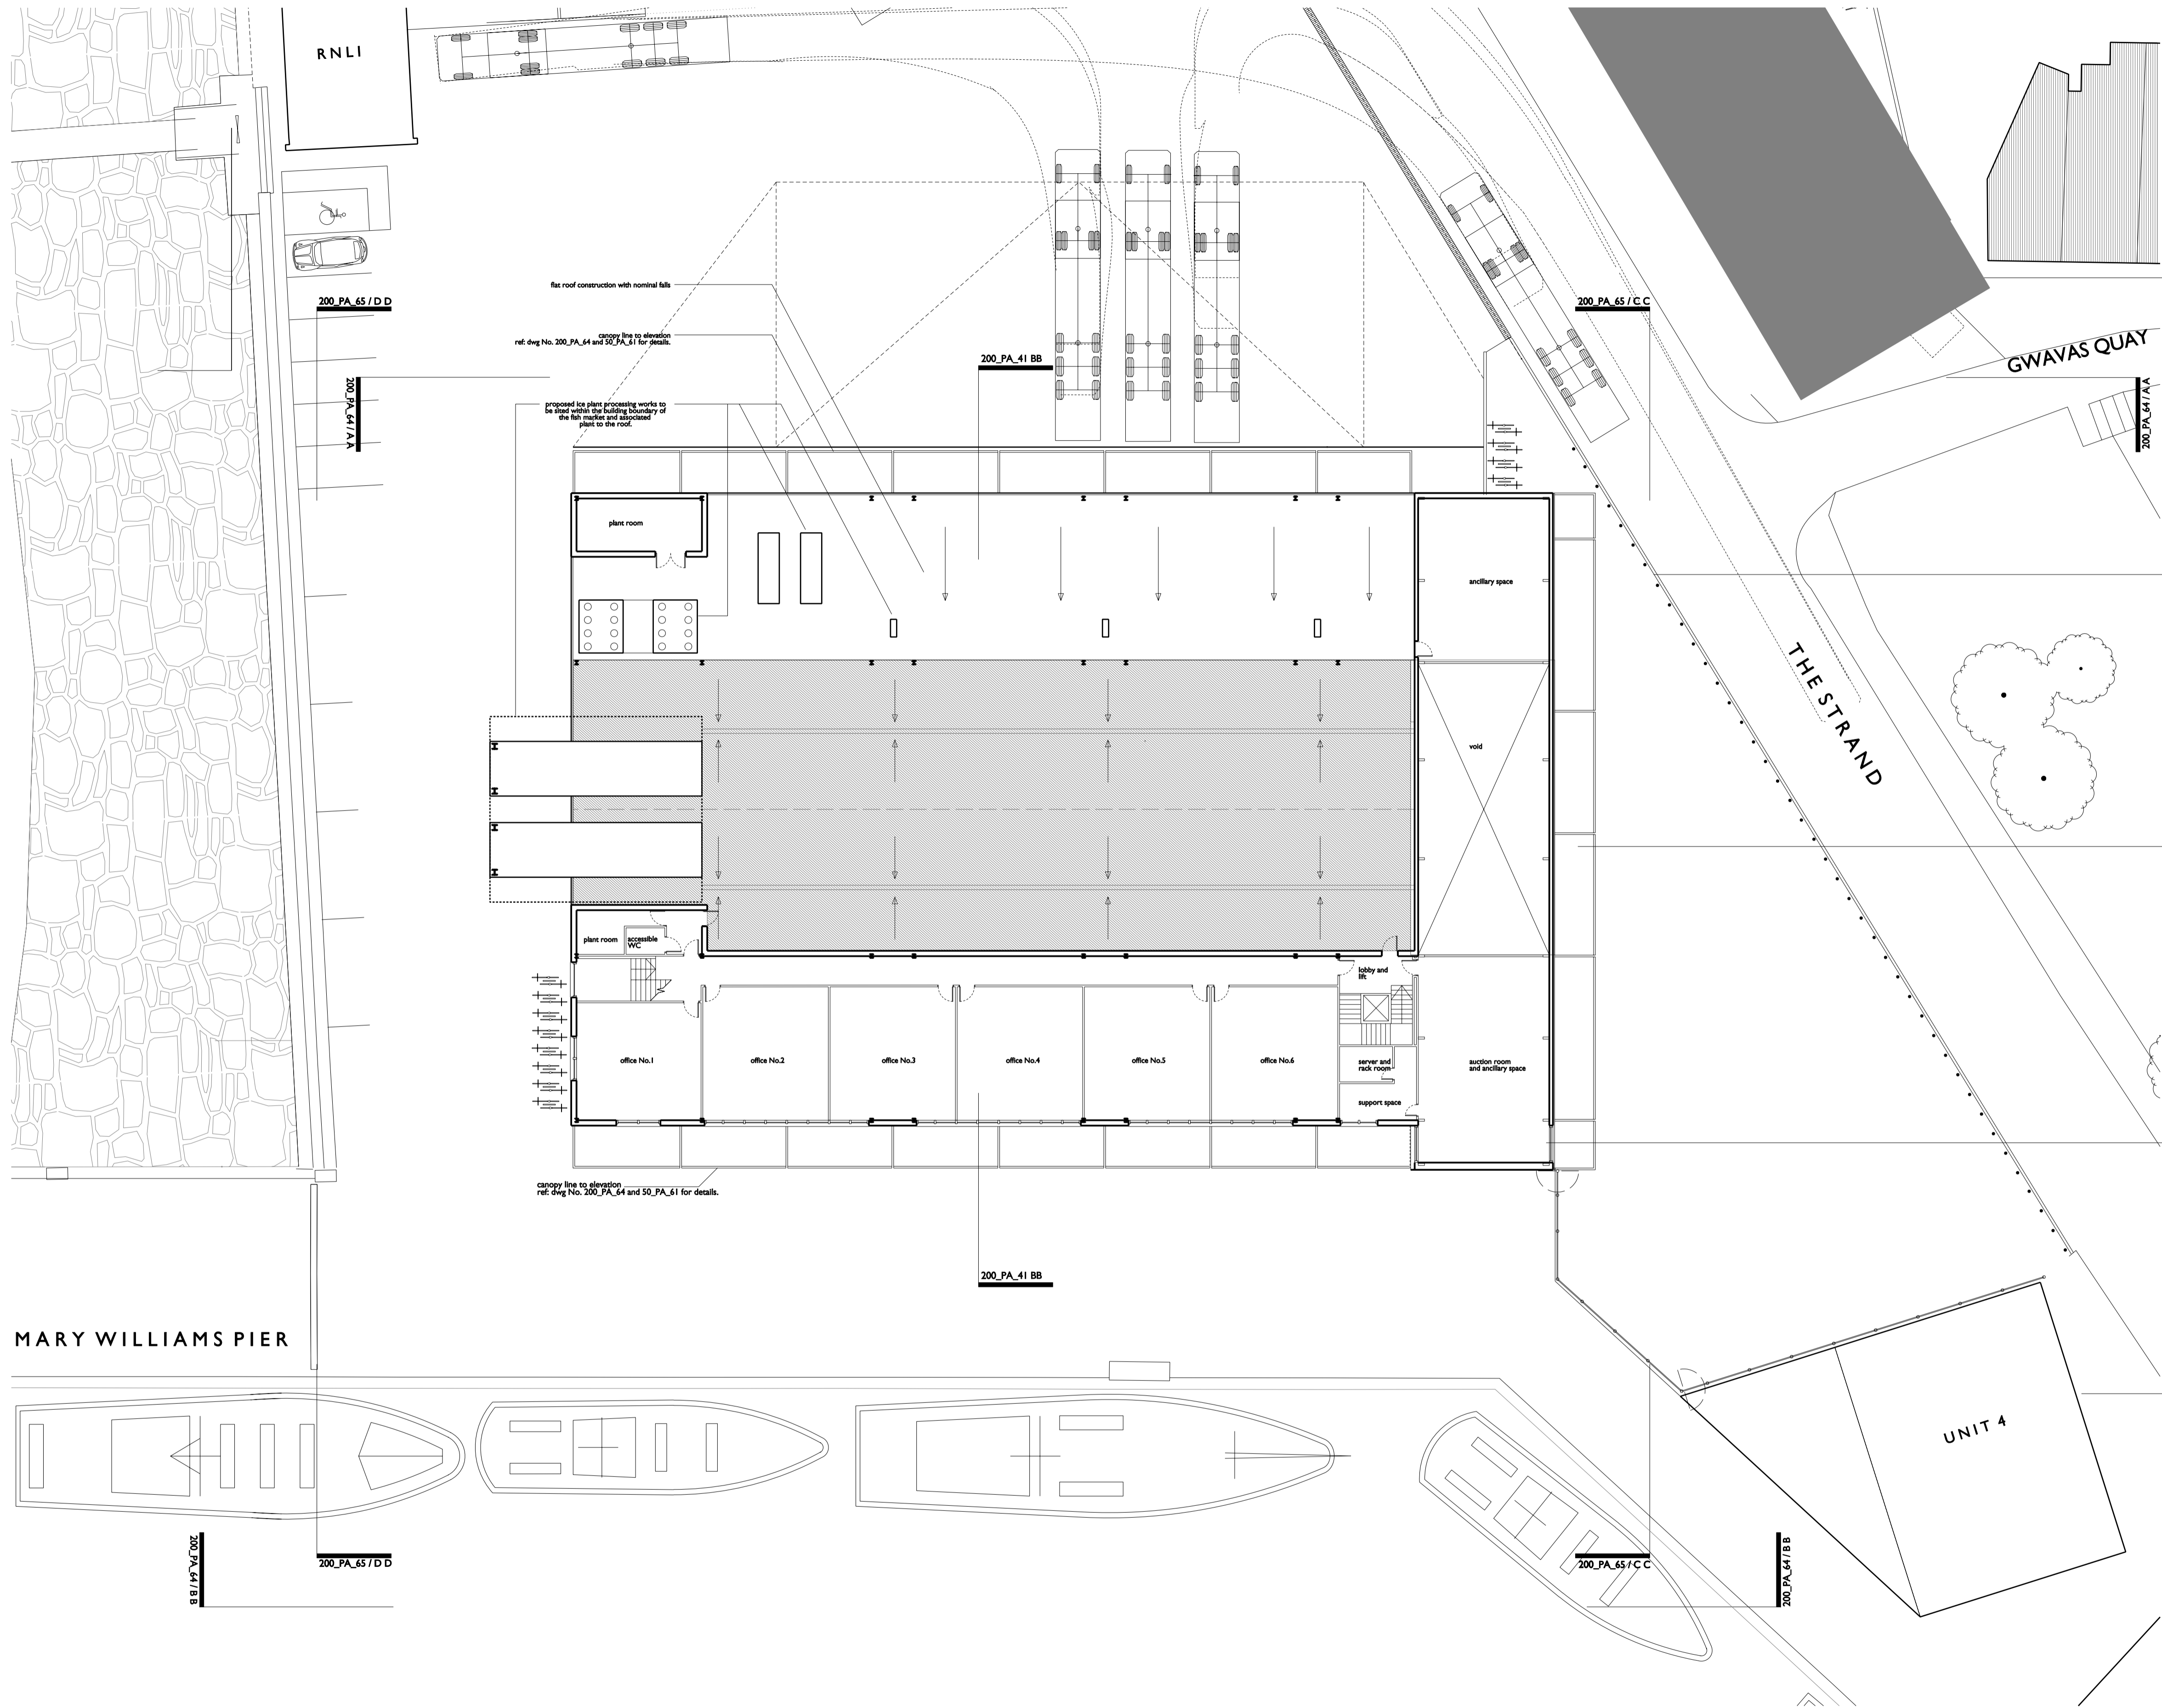 RNLI
flat roof construction with nominal falls
200_PA_65 / D D
200_PA_65 / C C
canopy line to elevation
ref: dwg No. 200_PA_64 and 50_PA_61 for details.
GWAVAS QUAY
200_PA_41 BB
200_PA_64 / A A
200_PA_64 / A A
proposed ice plant processing works to
be sited within the building boundary of
the fish market and associated
plant to the roof.
plant room
ancillary space
THE STRAND
void
plant room
accessible
WC
lobby and
lift
office No.1
office No.2
office No.3
office No.4
office No.5
office No.6
server and
rack room
auction room
and ancillary space
support space
canopy line to elevation
ref: dwg No. 200_PA_64 and 50_PA_61 for details.
200_PA_41 BB
MARY WILLIAMS PIER
UNIT 4
200_PA_64 / B B
200_PA_65 / D D
200_PA_65 / C C
200_PA_64 / B B